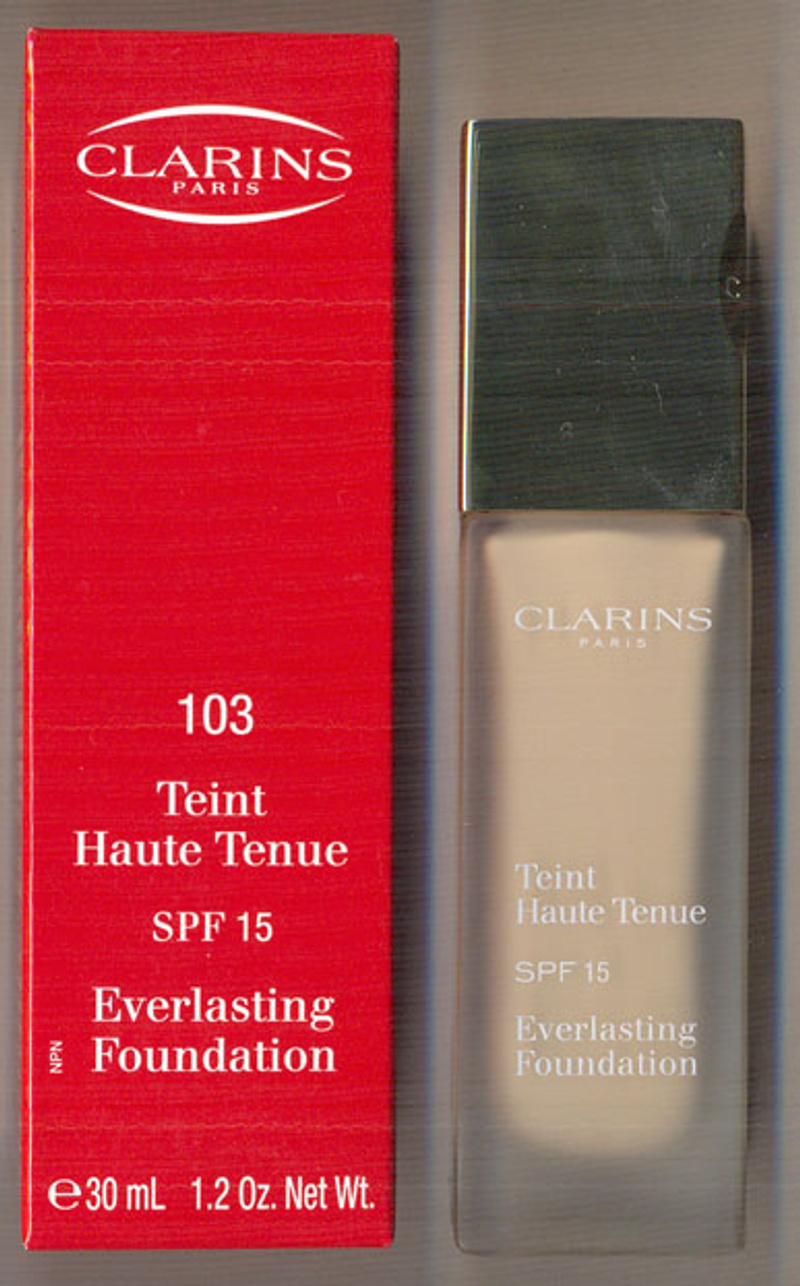 CLARINS
PARIS
103
Teint
Haute Tenue
SPF 15
Everlasting
Foundation
NPN
e30 mL 1.2 Oz. Net Wt.
CLARINS
PARIS
Teint
Haute Tenue
SPF 15
Everlasting
Foundation